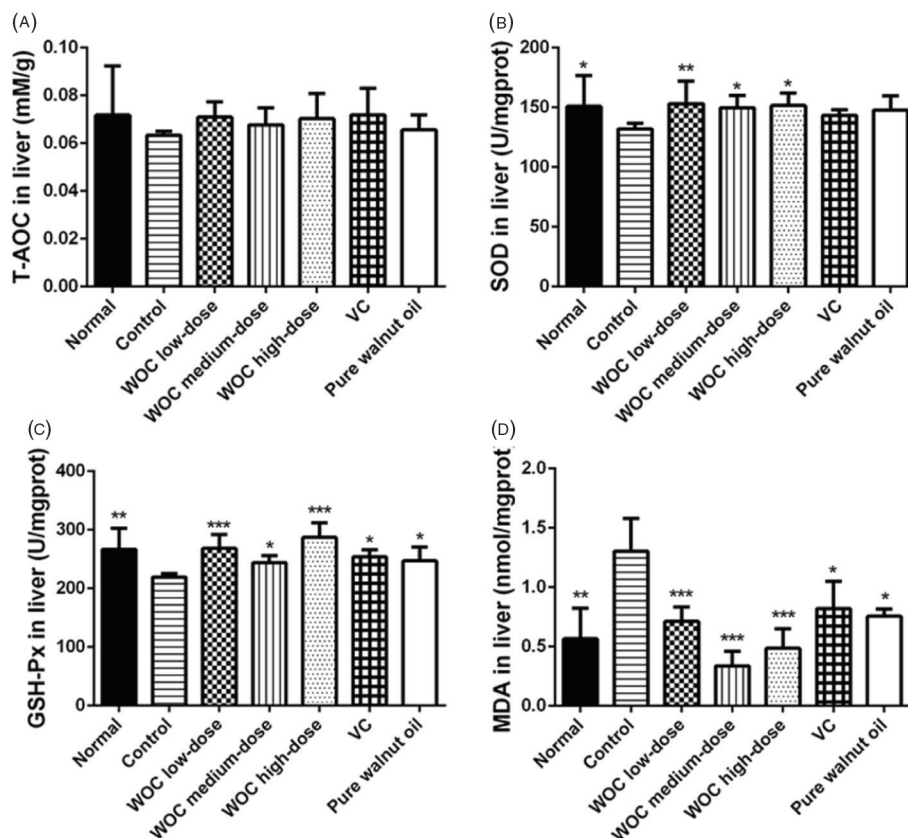 (A)
T-AOC in liver (mM/g)
0.10
0.08
0.06
0.04
0.02
0.00
Normal
Control
WOC low-dose
WOC medium-dose
WOC high-dose
VC
Pure walnut oil
(B)
SOD in liver (U/mgprot)
200
150
100
50
0
*
**
*
*
Normal
Control
WOC low-dose
WOC medium-dose
WOC high-dose
VC
Pure walnut oil
(C)
GSH-Px in liver (U/mgprot)
400
300
200
100
0
**
***
*
***
*
*
Normal
Control
WOC low-dose
WOC medium-dose
WOC high-dose
VC
Pure walnut oil
(D)
MDA in liver (nmol/mgprot)
2.0
1.5
1.0
0.5
0.0
**
***
***
***
*
*
Normal
Control
WOC low-dose
WOC medium-dose
WOC high-dose
VC
Pure walnut oil